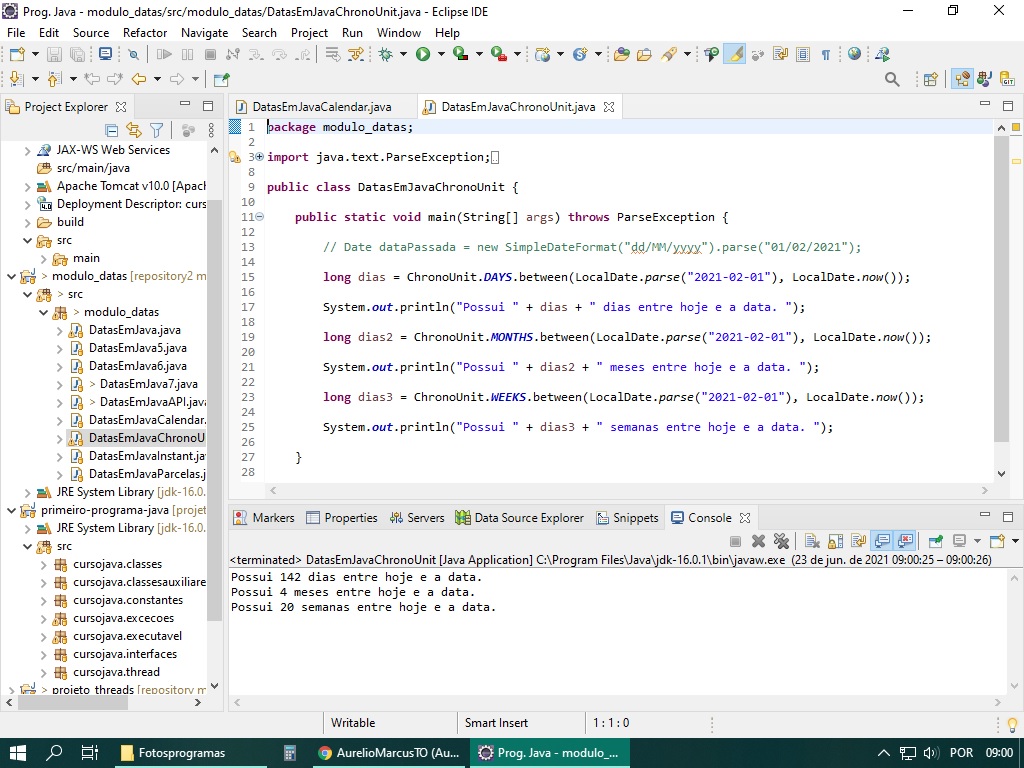 Prog. Java - modulo_datas/src/modulo_datas/DatasEmJavaChronoUnit.java - Eclipse IDE
File Edit Source Refactor Navigate Search Project Run Window Help
Project Explorer
JAX-WS Web Services
src/main/java
Apache Tomcat v10.0 [Apach
Deployment Descriptor: curs
build
src
main
> modulo_datas [repository2 m
> src
> modulo_datas
DatasEmJava.java
DatasEmJava5.java
DatasEmJava6.java
> DatasEmJava7.java
> DatasEmJavaAPI.java
DatasEmJavaCalendar.
DatasEmJavaChronoU
DatasEmJavaInstant.ja
DatasEmJavaParcelas.j
JRE System Library [jdk-16.0.
primeiro-programa-java [projet
JRE System Library [jdk-16.0.
src
cursojava.classes
cursojava.classesauxiliare
cursojava.constantes
cursojava.excecoes
cursojava.executavel
cursojava.interfaces
cursojava.thread
> projeto_threads [repository m
DatasEmJavaCalendar.java DatasEmJavaChronoUnit.java
1 package modulo_datas;
2
3 import java.text.ParseException;
8
9 public class DatasEmJavaChronoUnit {
10
11 public static void main(String[] args) throws ParseException {
12
13 // Date dataPassada = new SimpleDateFormat("dd/MM/yyyy").parse("01/02/2021");
14
15 long dias = ChronoUnit.DAYS.between(LocalDate.parse("2021-02-01"), LocalDate.now());
16
17 System.out.println("Possui " + dias + " dias entre hoje e a data. ");
18
19 long dias2 = ChronoUnit.MONTHS.between(LocalDate.parse("2021-02-01"), LocalDate.now());
20
21 System.out.println("Possui " + dias2 + " meses entre hoje e a data. ");
22
23 long dias3 = ChronoUnit.WEEKS.between(LocalDate.parse("2021-02-01"), LocalDate.now());
24
25 System.out.println("Possui " + dias3 + " semanas entre hoje e a data. ");
26
27 }
28
Markers Properties Servers Data Source Explorer Snippets Console
<terminated> DatasEmJavaChronoUnit [Java Application] C:\Program Files\Java\jdk-16.0.1\bin\javaw.exe (23 de jun. de 2021 09:00:25 – 09:00:26)
Possui 142 dias entre hoje e a data.
Possui 4 meses entre hoje e a data.
Possui 20 semanas entre hoje e a data.
Writable Smart Insert 1 : 1 : 0
Fotosprogramas AurelioMarcusTO (Au... Prog. Java - modulo_... POR 09:00